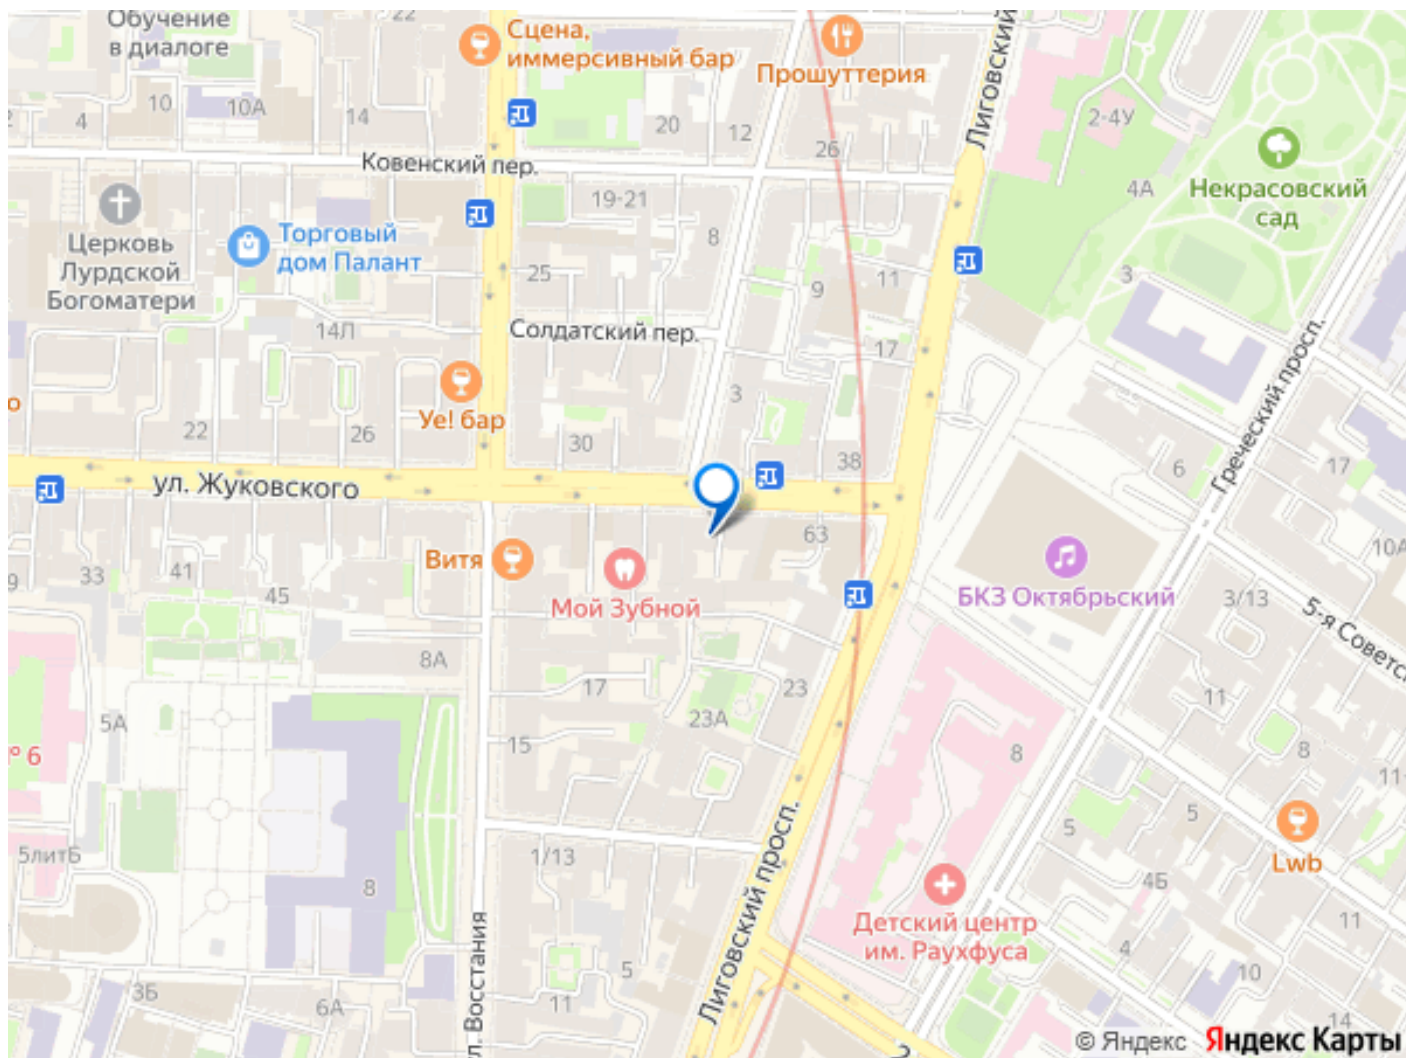 Обучение
в диалоге
22
Сцена,
иммерсивный бар
Прошуттерия
Лиговский
10
10А
4
14
20
12
26
2-4У
Ковенский пер.
4А
Некрасовский
сад
19-21
Церковь
Лурдской
Богоматери
Торговый
дом Палант
8
25
11
9
3
14Л
Солдатский пер.
17
Греческий просп.
Уе! бар
3
о
22
26
30
38
6
17
ул. Жуковского
63
10А
Витя
9
33
41
45
Мой Зубной
БКЗ Октябрьский
3/13
5-я Советс
8А
17
23
11
5А
23А
15
8
8
° 6
11-
5
5
Lwb
5литБ
1/13
8
4Б
Детский центр
им. Раухфуса
11
Лиговский просп.
л. Восстания
4
5
10
3Б
6А
11
14
© Яндекс Яндекс Карты